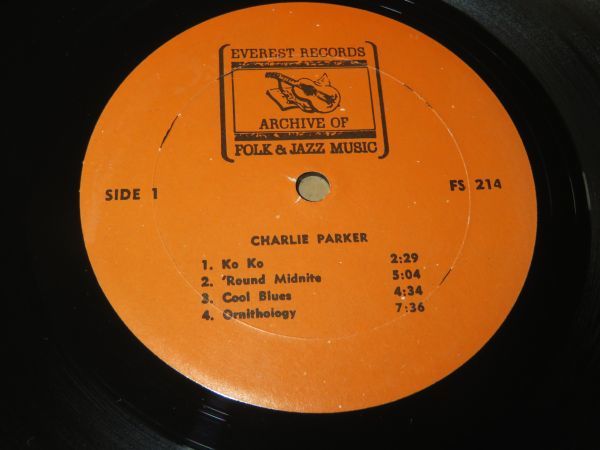 EVEREST RECORDS
ARCHIVE OF
FOLK & JAZZ MUSIC
SIDE 1
FS 214
CHARLIE PARKER
1. Ko Ko 2:29
2. 'Round Midnite 5:04
3. Cool Blues 4:34
4. Ornithology 7:36